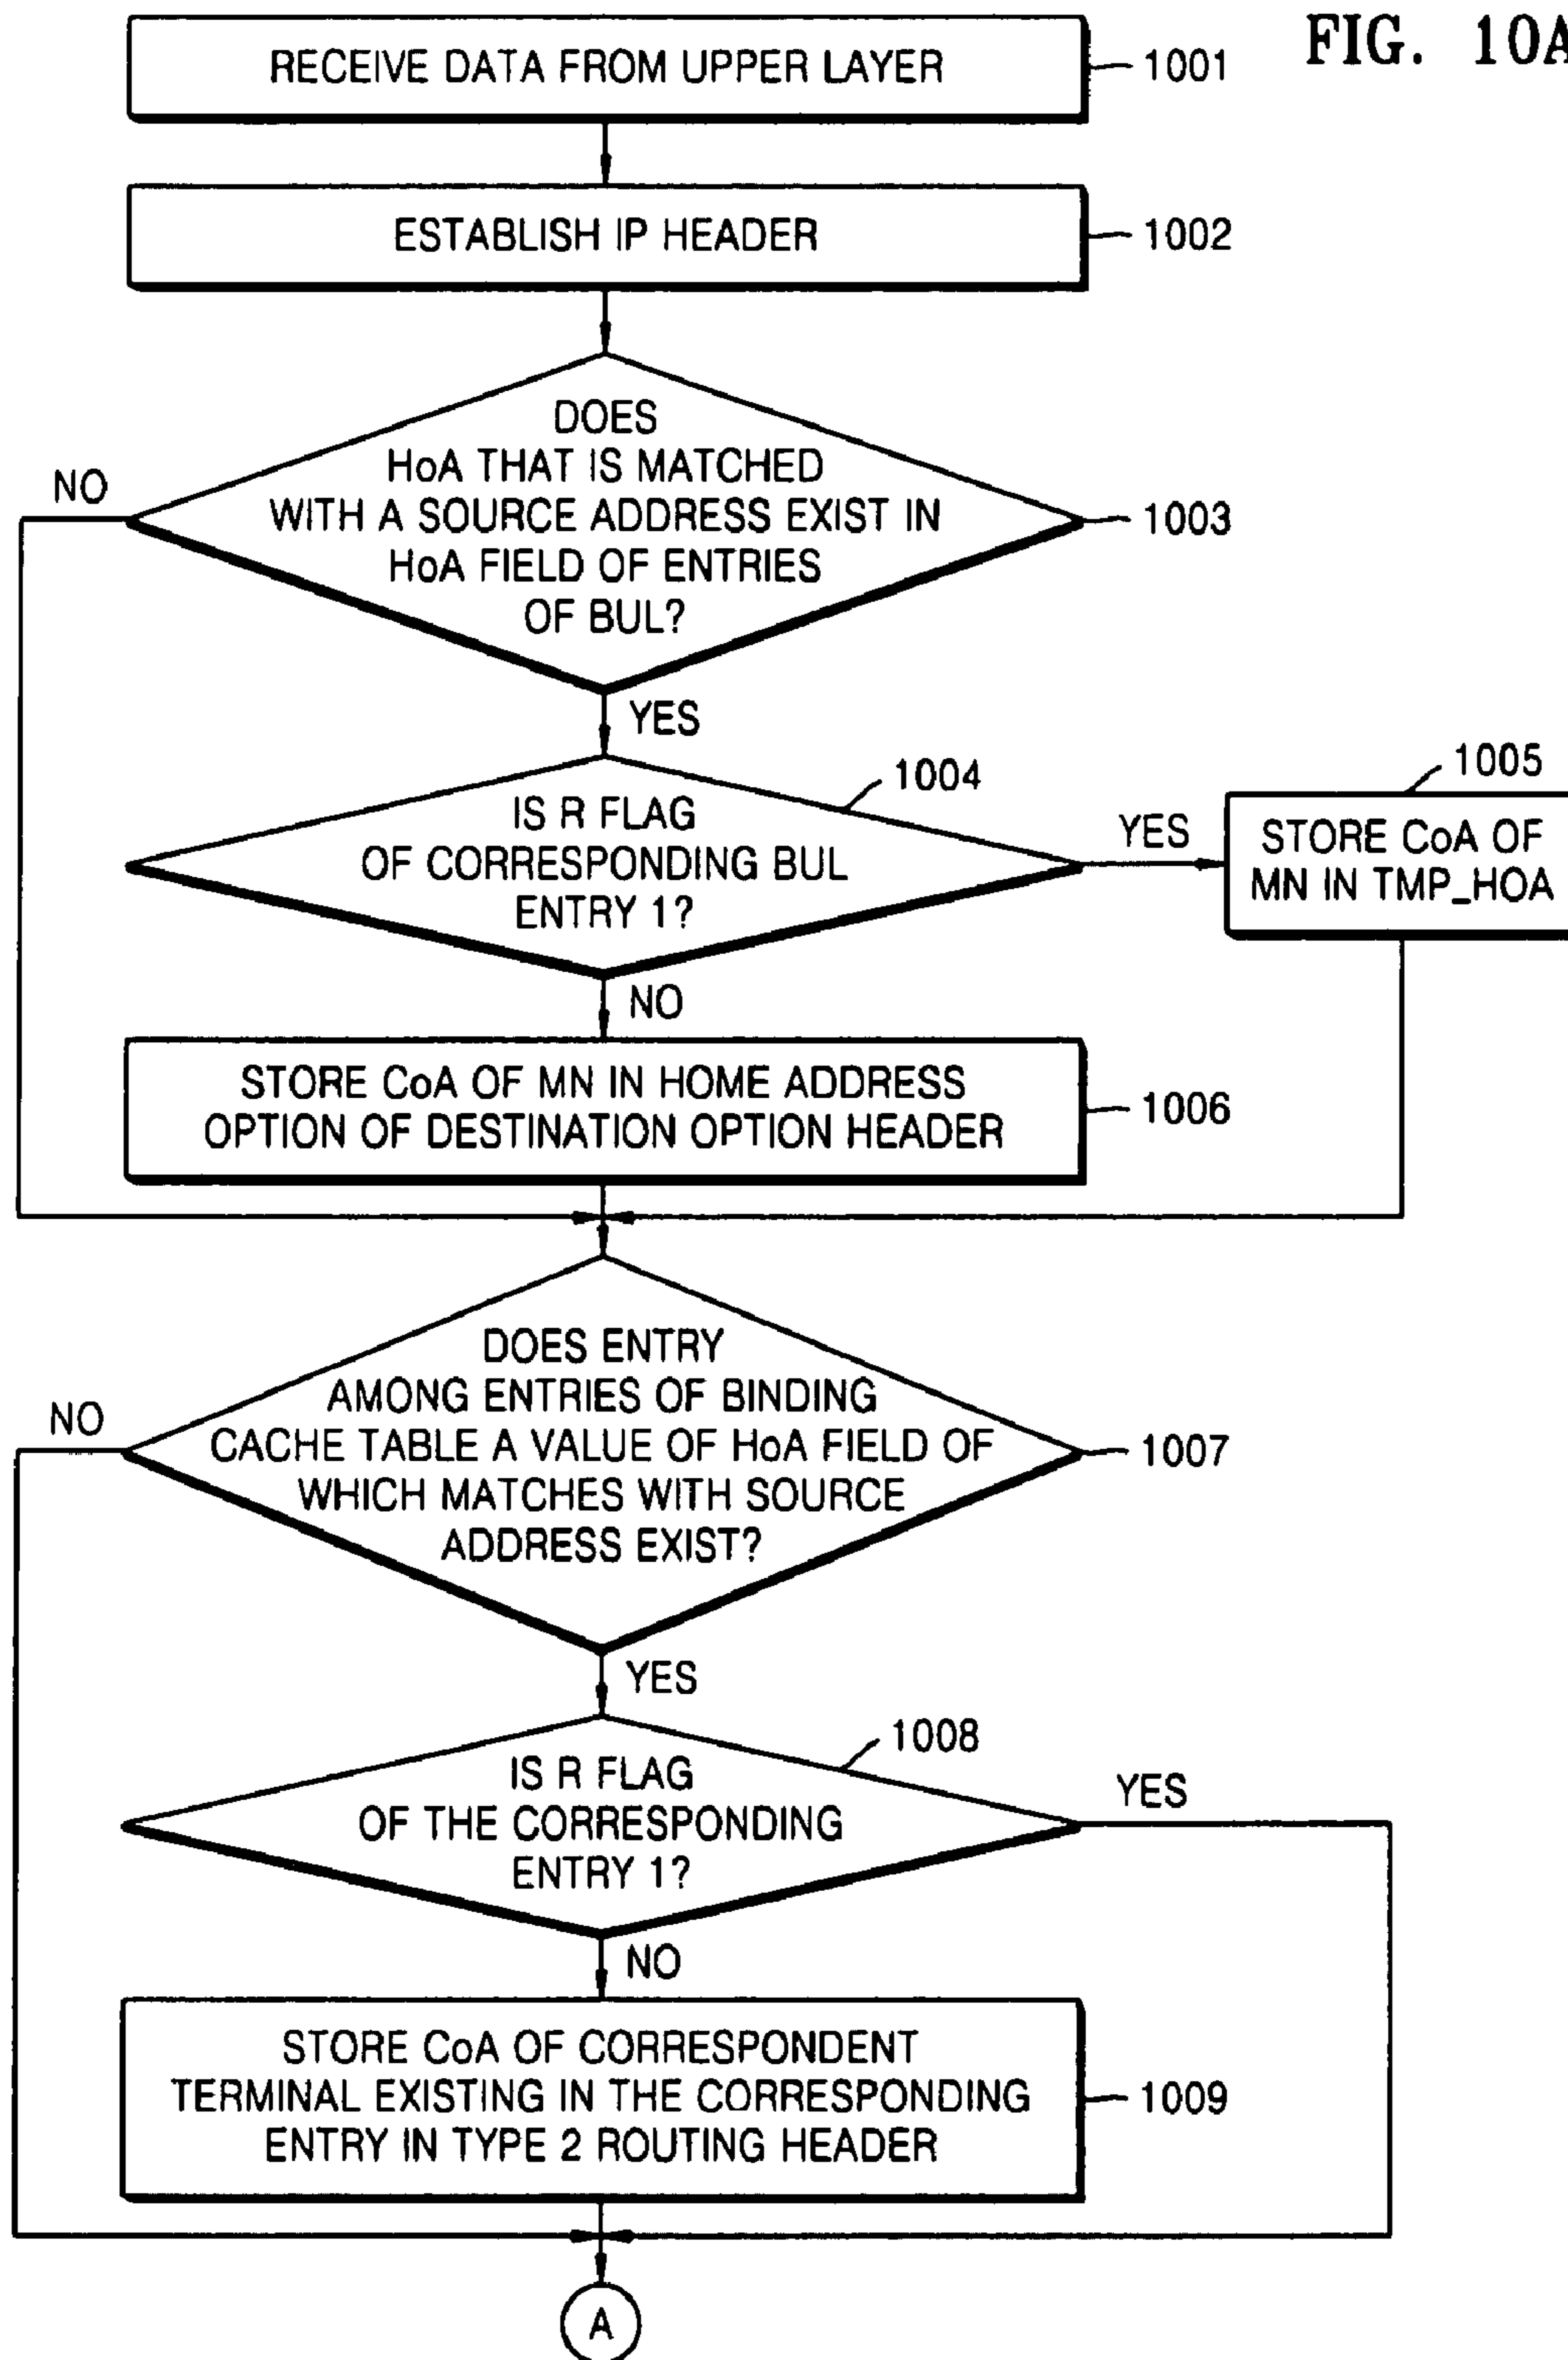 FIG. 10A
RECEIVE DATA FROM UPPER LAYER
1001
ESTABLISH IP HEADER
1002
DOES
HoA THAT IS MATCHED
WITH A SOURCE ADDRESS EXIST IN
HoA FIELD OF ENTRIES
OF BUL?
1003
NO
YES
IS R FLAG
OF CORRESPONDING BUL
ENTRY 1?
1004
YES
1005
STORE CoA OF
MN IN TMP_HOA
NO
STORE CoA OF MN IN HOME ADDRESS
OPTION OF DESTINATION OPTION HEADER
1006
DOES ENTRY
AMONG ENTRIES OF BINDING
CACHE TABLE A VALUE OF HoA FIELD OF
WHICH MATCHES WITH SOURCE
ADDRESS EXIST?
1007
NO
YES
IS R FLAG
OF THE CORRESPONDING
ENTRY 1?
1008
YES
NO
STORE CoA OF CORRESPONDENT
TERMINAL EXISTING IN THE CORRESPONDING
ENTRY IN TYPE 2 ROUTING HEADER
1009
A